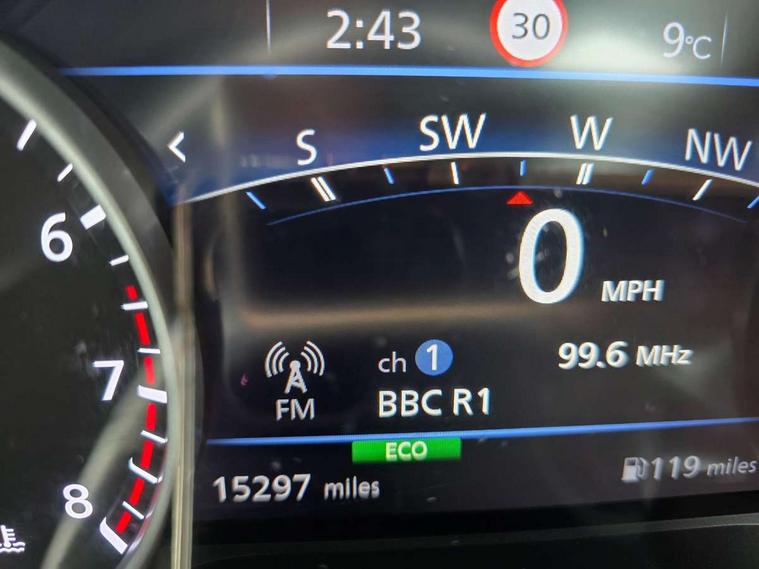 2:43 30 9°C
< S SW W NW
6
0 MPH
7
ch 1 99.6 MHz
FM BBC R1
ECO
15297 miles 119 miles
8